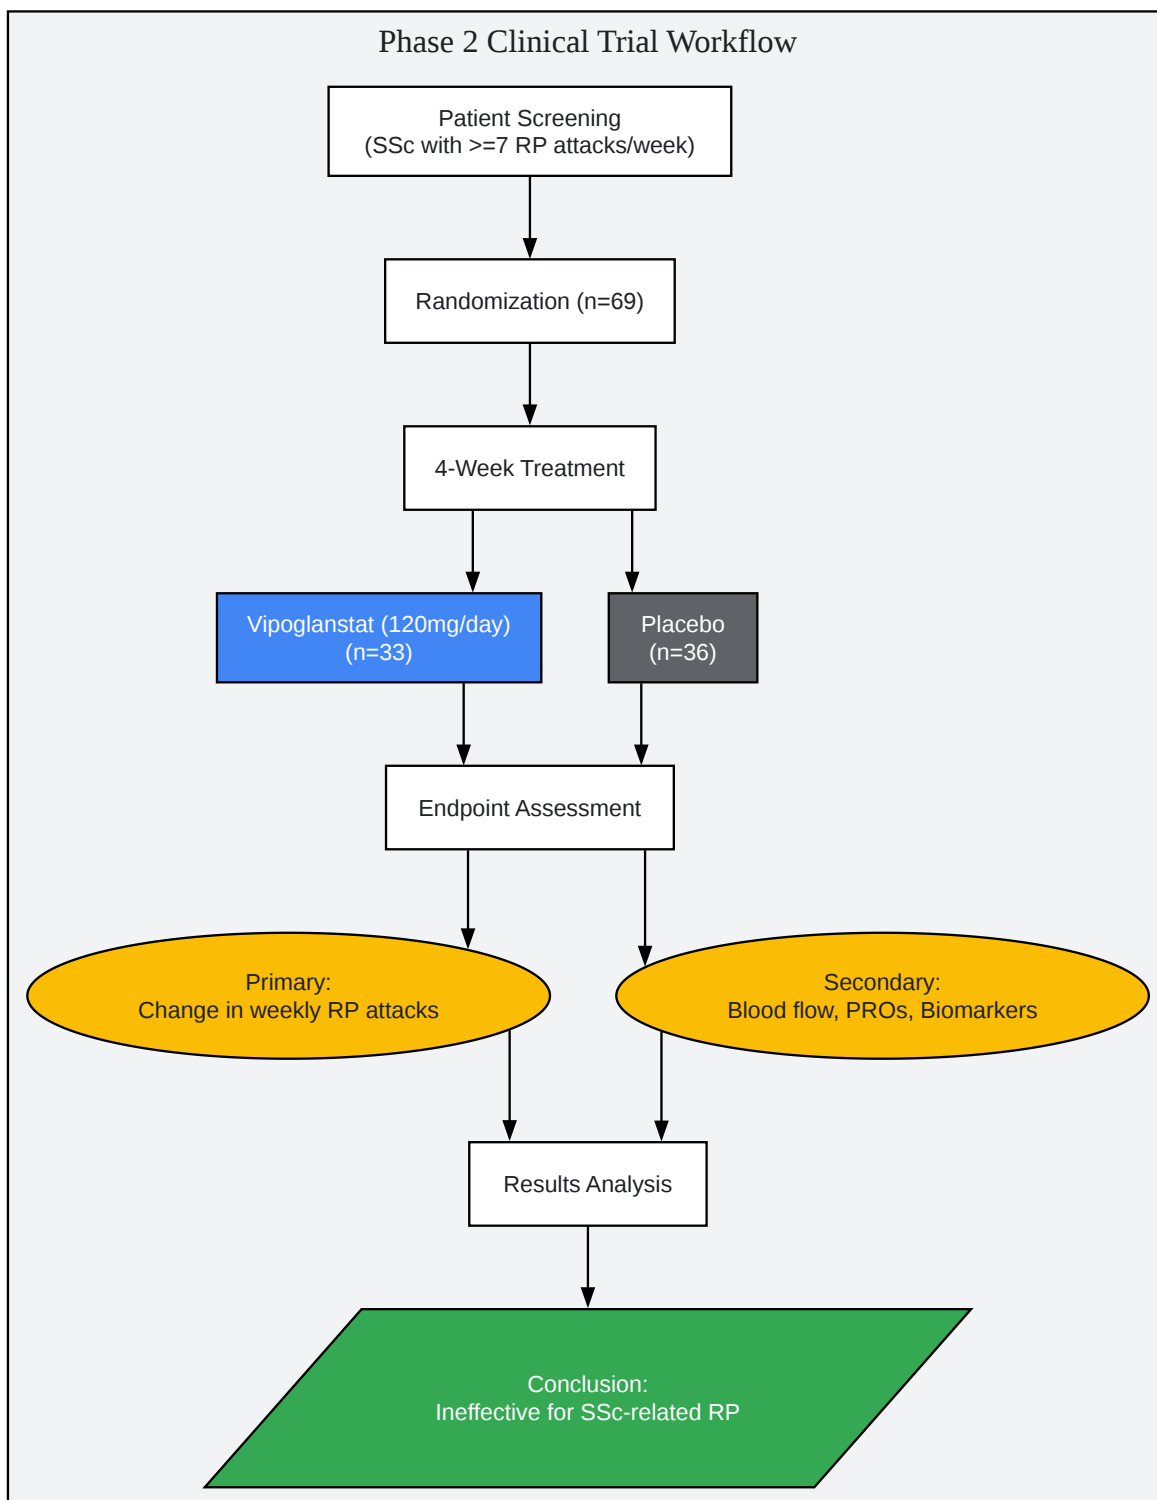 Phase 2 Clinical Trial Workflow
Patient Screening
(SSc with >=7 RP attacks/week)
Randomization (n=69)
4-Week Treatment
Vipoglanstat (120mg/day)
(n=33)
Placebo
(n=36)
Endpoint Assessment
Primary:
Change in weekly RP attacks
Secondary:
Blood flow, PROs, Biomarkers
Results Analysis
Conclusion:
Ineffective for SSc-related RP